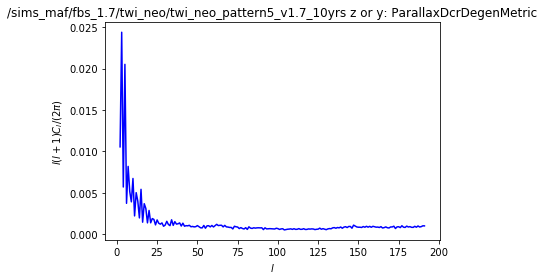 /sims_maf/fbs_1.7/twi_neo/twi_neo_pattern5_v1.7_10yrs z or y: ParallaxDcrDegenMetric
0.025
0.020
0.015
0.010
0.005
0.000
l(l + 1)C_l/(2π)
0 25 50 75 100 125 150 175 200
l